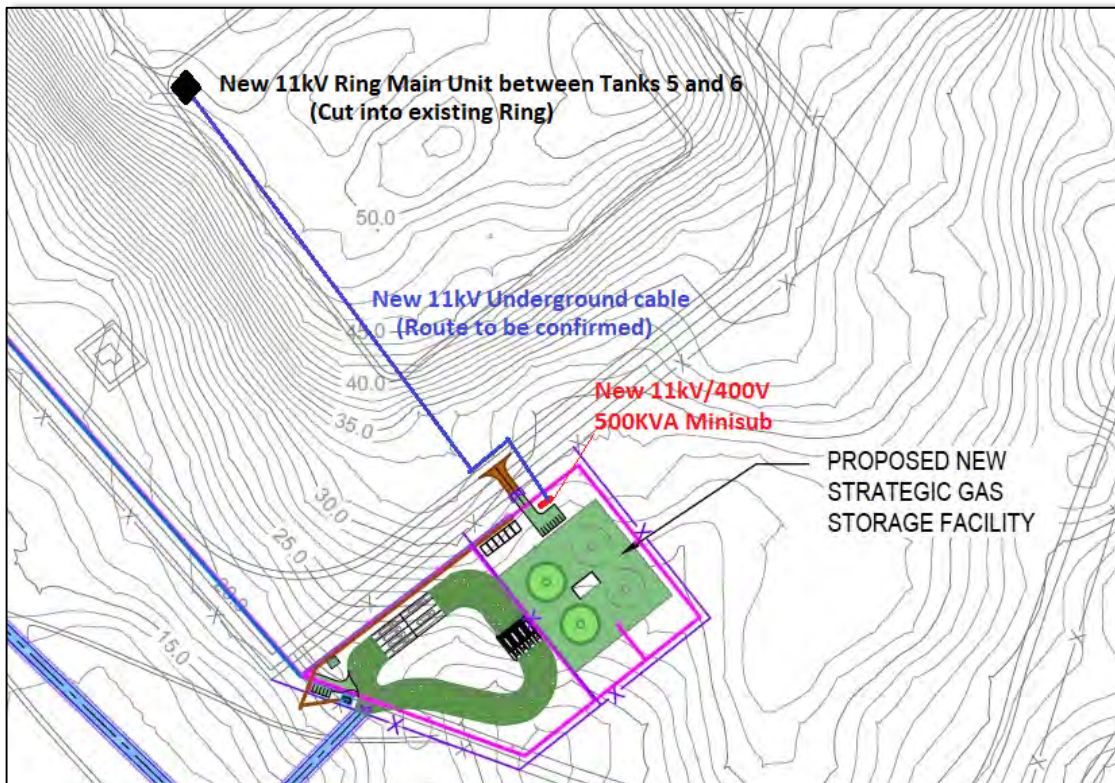 New 11kV Ring Main Unit between Tanks 5 and 6
(Cut into existing Ring)
50.0
New 11kV Underground cable
(Route to be confirmed)
45.0
40.0
New 11kV/400V
500KVA Minisub
35.0
PROPOSED NEW
STRATEGIC GAS
STORAGE FACILITY
30.0
25.0
20.0
15.0